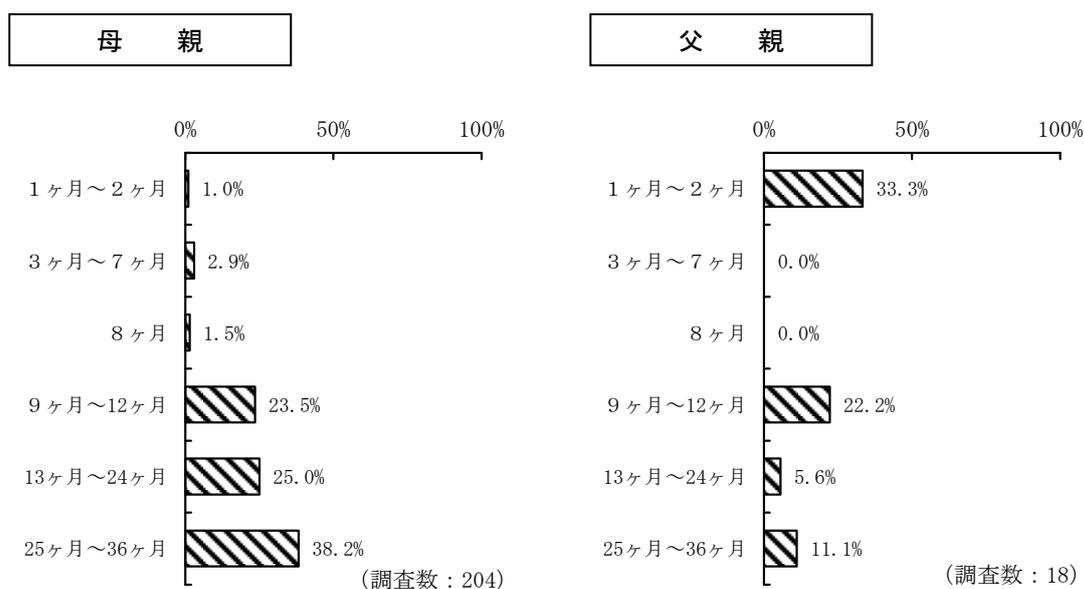 母　親
0% 50% 100%
１ヶ月～２ヶ月 1.0%
３ヶ月～７ヶ月 2.9%
８ヶ月 1.5%
９ヶ月～12ヶ月 23.5%
13ヶ月～24ヶ月 25.0%
25ヶ月～36ヶ月 38.2%
（調査数：204）
父　親
0% 50% 100%
１ヶ月～２ヶ月 33.3%
３ヶ月～７ヶ月 0.0%
８ヶ月 0.0%
９ヶ月～12ヶ月 22.2%
13ヶ月～24ヶ月 5.6%
25ヶ月～36ヶ月 11.1%
（調査数：18）